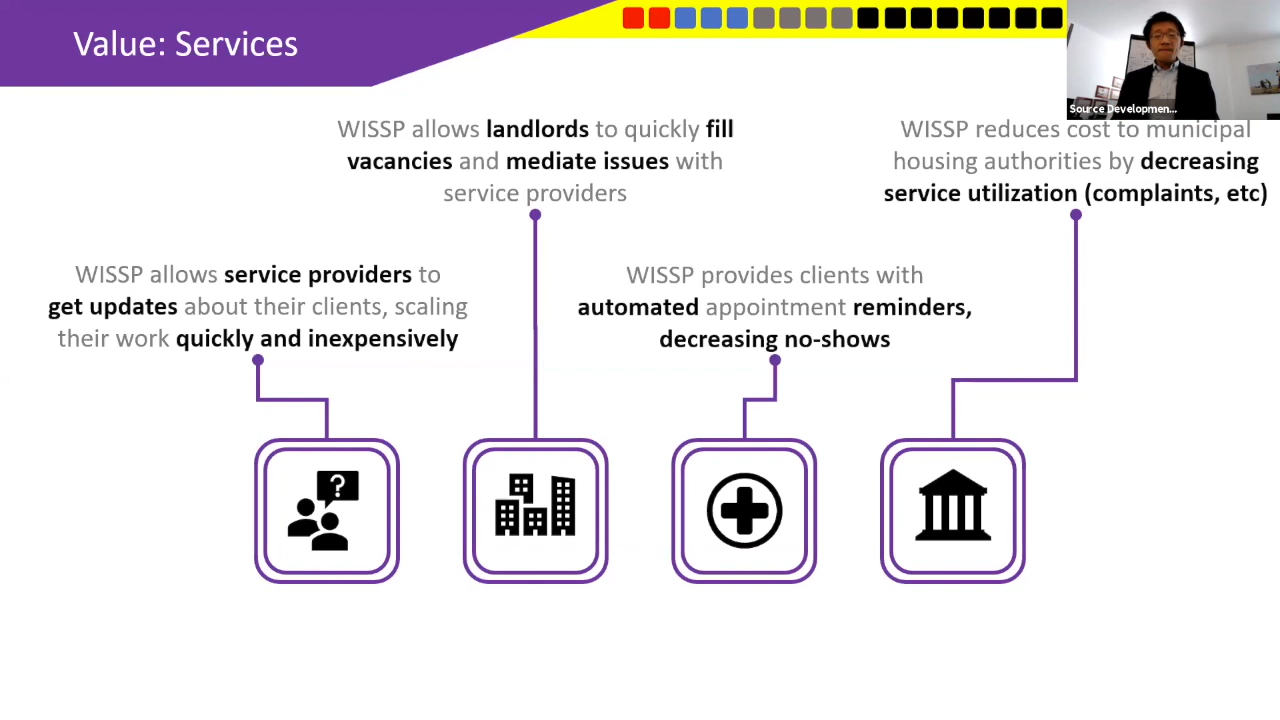 Value: Services
Source Developmen...
WISSP allows landlords to quickly fill
vacancies and mediate issues with
service providers
WISSP reduces cost to municipal
housing authorities by decreasing
service utilization (complaints, etc)
WISSP allows service providers to
get updates about their clients, scaling
their work quickly and inexpensively
WISSP provides clients with
automated appointment reminders,
decreasing no-shows
?